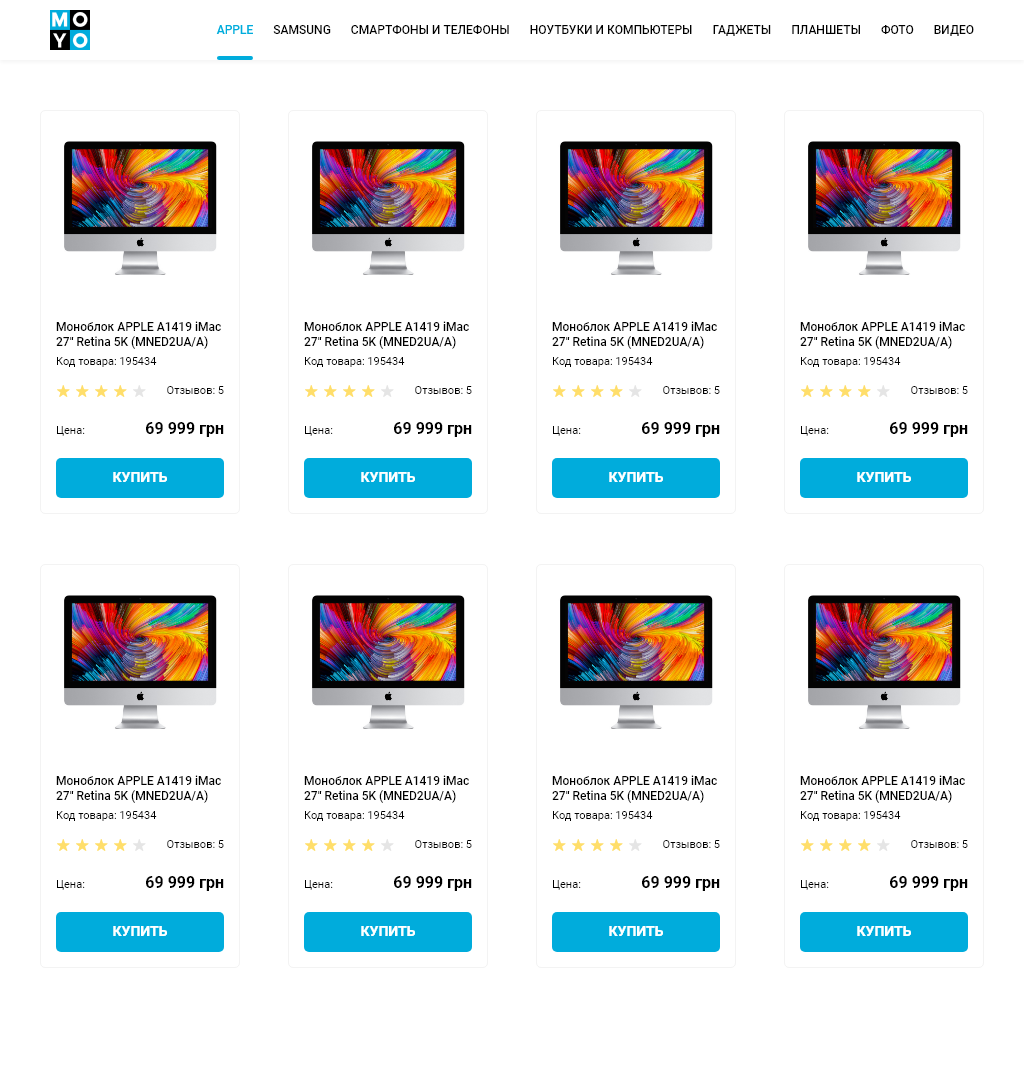 MO
YO
APPLE SAMSUNG СМАРТФОНЫ И ТЕЛЕФОНЫ НОУТБУКИ И КОМПЬЮТЕРЫ ГАДЖЕТЫ ПЛАНШЕТЫ ФОТО ВИДЕО
Моноблок APPLE A1419 iMac
27" Retina 5K (MNED2UA/A)
Код товара: 195434
Отзывов: 5
Цена: 69 999 грн
КУПИТЬ
Моноблок APPLE A1419 iMac
27" Retina 5K (MNED2UA/A)
Код товара: 195434
Отзывов: 5
Цена: 69 999 грн
КУПИТЬ
Моноблок APPLE A1419 iMac
27" Retina 5K (MNED2UA/A)
Код товара: 195434
Отзывов: 5
Цена: 69 999 грн
КУПИТЬ
Моноблок APPLE A1419 iMac
27" Retina 5K (MNED2UA/A)
Код товара: 195434
Отзывов: 5
Цена: 69 999 грн
КУПИТЬ
Моноблок APPLE A1419 iMac
27" Retina 5K (MNED2UA/A)
Код товара: 195434
Отзывов: 5
Цена: 69 999 грн
КУПИТЬ
Моноблок APPLE A1419 iMac
27" Retina 5K (MNED2UA/A)
Код товара: 195434
Отзывов: 5
Цена: 69 999 грн
КУПИТЬ
Моноблок APPLE A1419 iMac
27" Retina 5K (MNED2UA/A)
Код товара: 195434
Отзывов: 5
Цена: 69 999 грн
КУПИТЬ
Моноблок APPLE A1419 iMac
27" Retina 5K (MNED2UA/A)
Код товара: 195434
Отзывов: 5
Цена: 69 999 грн
КУПИТЬ